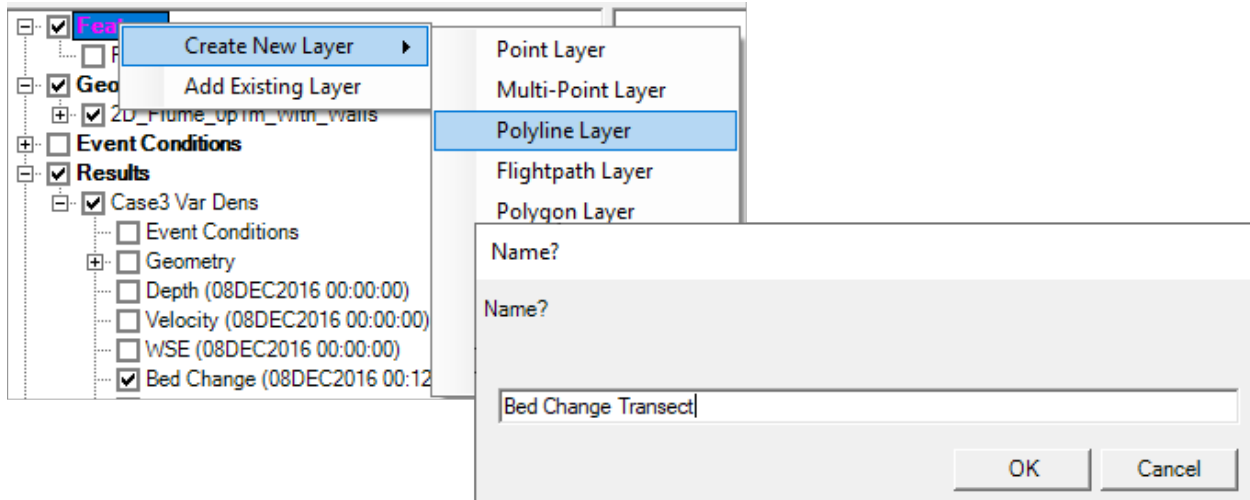 Create New Layer
Add Existing Layer
Geo
2D_Flume_0p1m_With_Walls
Event Conditions
Results
Case3 Var Dens
Event Conditions
Geometry
Depth (08DEC2016 00:00:00)
Velocity (08DEC2016 00:00:00)
WSE (08DEC2016 00:00:00)
Bed Change (08DEC2016 00:12
Point Layer
Multi-Point Layer
Polyline Layer
Flightpath Layer
Polygon Layer
Name?
Name?
Bed Change Transect
OK Cancel